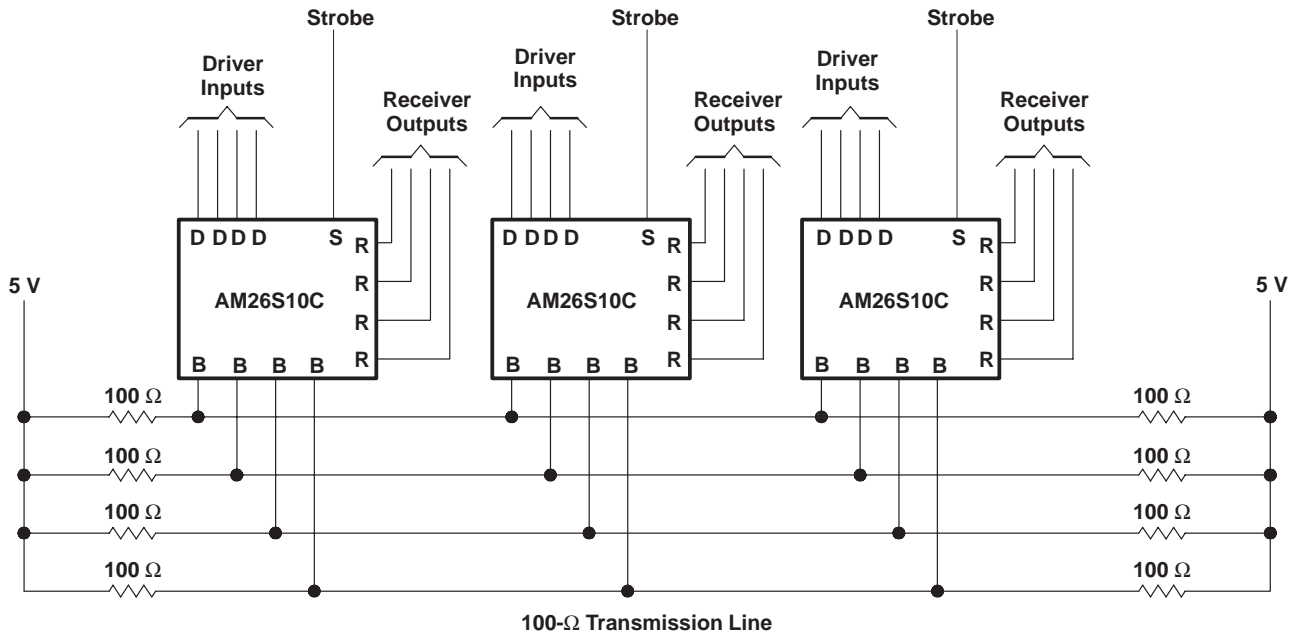 Strobe
Strobe
Strobe
Driver
Inputs
Receiver
Outputs
Driver
Inputs
Receiver
Outputs
Driver
Inputs
Receiver
Outputs
D D D D S R
D D D D S R
D D D D S R
5 V
AM26S10C R
AM26S10C R
AM26S10C R
5 V
R
R
R
B B B B R
B B B B R
B B B B R
100 Ω
100 Ω
100 Ω
100 Ω
100 Ω
100 Ω
100 Ω
100 Ω
100-Ω Transmission Line